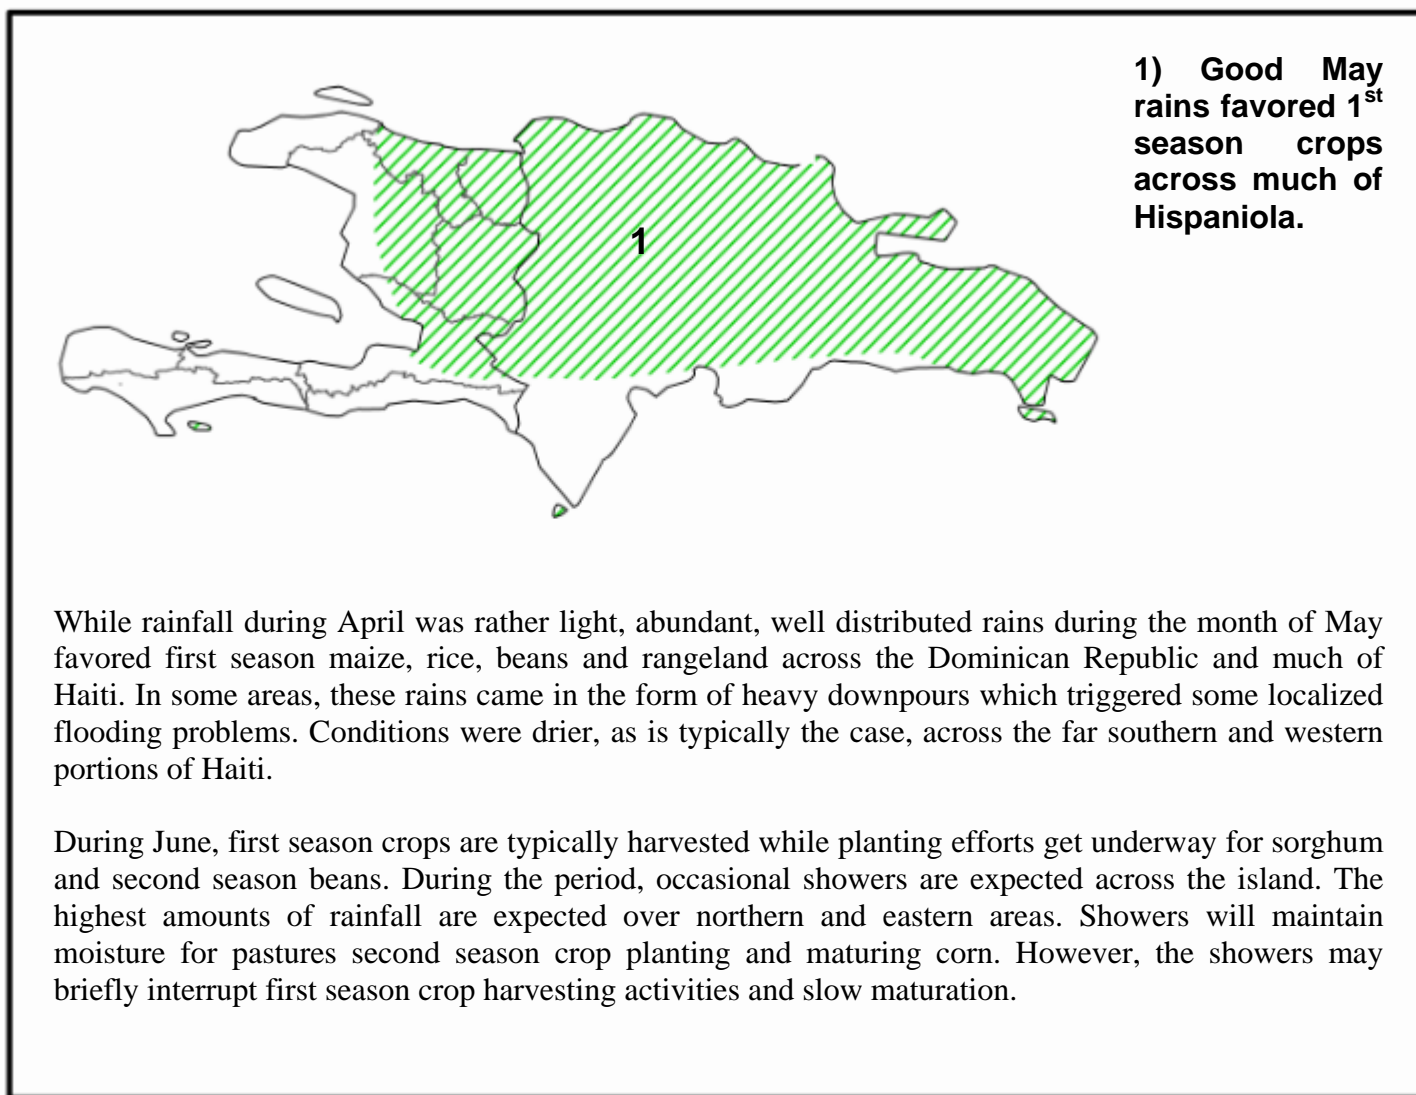 1) Good May
rains favored 1st
season crops
across much of
Hispaniola.
1
While rainfall during April was rather light, abundant, well distributed rains during the month of May
favored first season maize, rice, beans and rangeland across the Dominican Republic and much of
Haiti. In some areas, these rains came in the form of heavy downpours which triggered some localized
flooding problems. Conditions were drier, as is typically the case, across the far southern and western
portions of Haiti.
During June, first season crops are typically harvested while planting efforts get underway for sorghum
and second season beans. During the period, occasional showers are expected across the island. The
highest amounts of rainfall are expected over northern and eastern areas. Showers will maintain
moisture for pastures second season crop planting and maturing corn. However, the showers may
briefly interrupt first season crop harvesting activities and slow maturation.